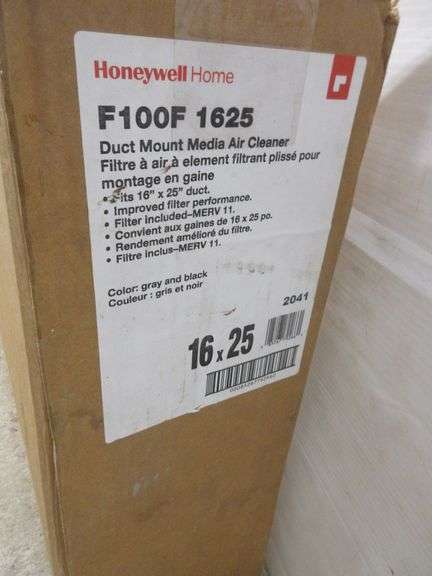 Honeywell Home
F100F 1625
Duct Mount Media Air Cleaner
Filtre à air à element filtrant plissé pour
montage en gaine
• Fits 16" x 25" duct.
• Improved filter performance.
• Filter included–MERV 11.
• Convient aux gaines de 16 x 25 po.
• Rendement amélioré du filtre.
• Filtre inclus–MERV 11.
Color: gray and black
Couleur : gris et noir
2041
16 x 25